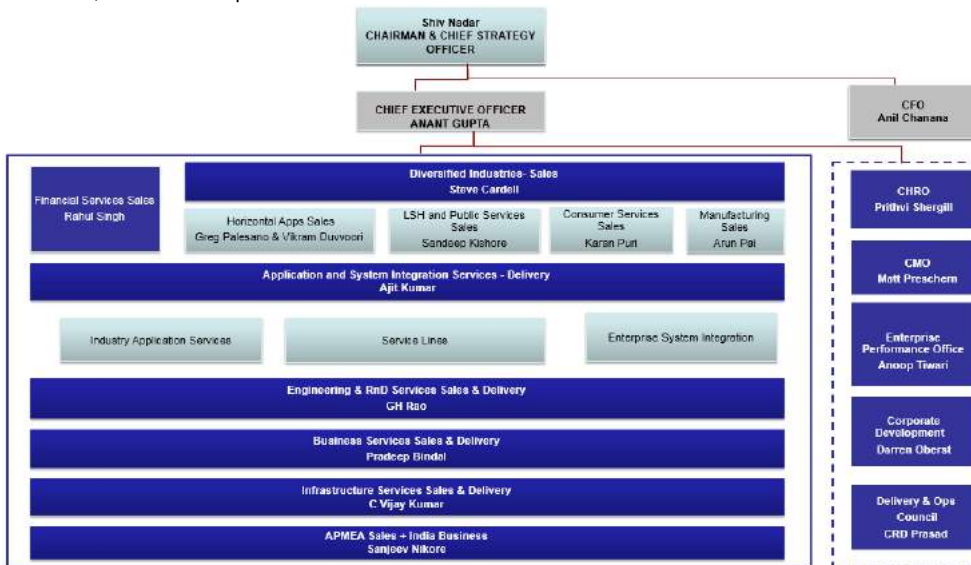 Shiv Nadar
CHAIRMAN & CHIEF STRATEGY
OFFICER
CHIEF EXECUTIVE OFFICER
ANANT GUPTA
CFO
Anil Chanana
Financial Services Sales
Rahul Singh
Diversified Industries- Sales
Steve Cardell
Horizontal Apps Sales
Greg Palesano & Vikram Duvvoori
LSH and Public Services
Sales
Sandeep Kishore
Consumer Services
Sales
Karan Puri
Manufacturing
Sales
Arun Pai
Application and System Integration Services - Delivery
Ajit Kumar
Industry Application Services
Service Lines
Enterprise System Integration
Engineering & RnD Services Sales & Delivery
GH Rao
Business Services Sales & Delivery
Pradeep Bindal
Infrastructure Services Sales & Delivery
C Vijay Kumar
APMEA Sales + India Business
Sanjeev Nikore
CHRO
Prithvi Shergill
CMO
Matt Preschern
Enterprise
Performance Office
Anoop Tiwari
Corporate
Development
Darren Oberst
Delivery & Ops
Council
CRD Prasad